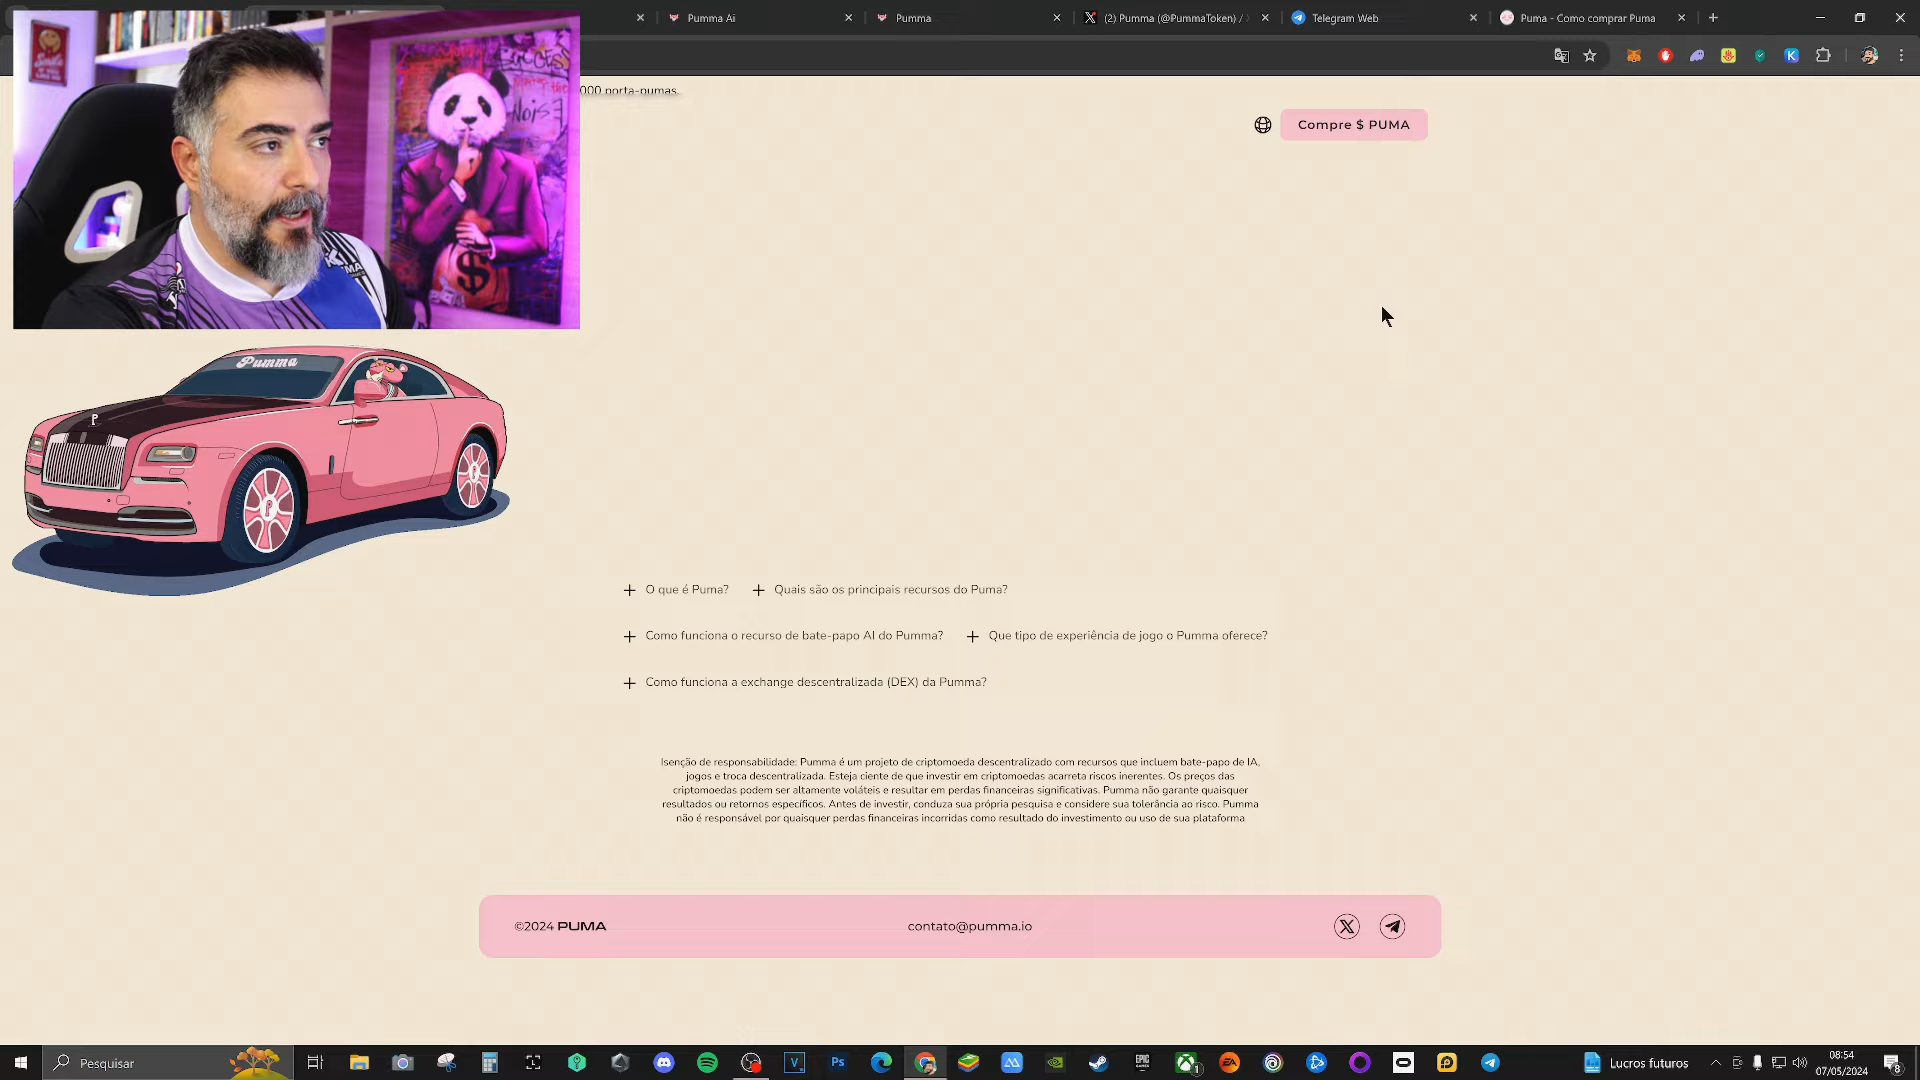 Pumma Ai
Pumma
(2) Pumma (@PummaToken) /
Telegram Web
Puma - Como comprar Puma
000 porta-pumas.
Compre $ PUMA
Pumma
P
O que é Puma?
Quais são os principais recursos do Puma?
Como funciona o recurso de bate-papo AI do Pumma?
Que tipo de experiência de jogo o Pumma oferece?
Como funciona a exchange descentralizada (DEX) da Pumma?
Isenção de responsabilidade: Pumma é um projeto de criptomoeda descentralizado com recursos que incluem bate-papo de IA,
jogos e troca descentralizada. Esteja ciente de que investir em criptomoedas acarreta riscos inerentes. Os preços das
criptomoedas podem ser altamente voláteis e resultar em perdas financeiras significativas. Pumma não garante quaisquer
resultados ou retornos específicos. Antes de investir, conduza sua própria pesquisa e considere sua tolerância ao risco. Pumma
não é responsável por quaisquer perdas financeiras incorridas como resultado do investimento ou uso de sua plataforma
©2024 PUMA
contato@pumma.io
Pesquisar
Lucros futuros
08:54
07/05/2024